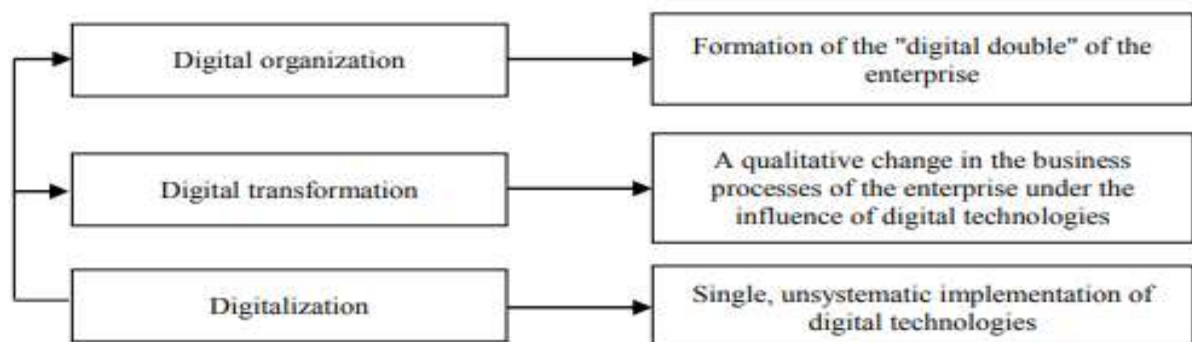 Digital organization
Formation of the "digital double" of the
enterprise
Digital transformation
A qualitative change in the business
processes of the enterprise under the
influence of digital technologies
Digitalization
Single, unsystematic implementation of
digital technologies